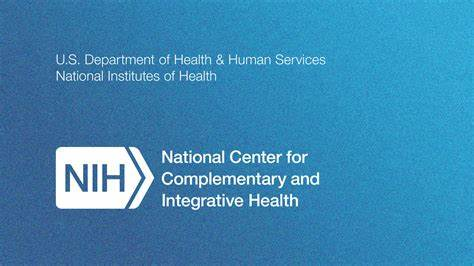 U.S. Department of Health & Human Services
National Institutes of Health
NIH
National Center for
Complementary and
Integrative Health